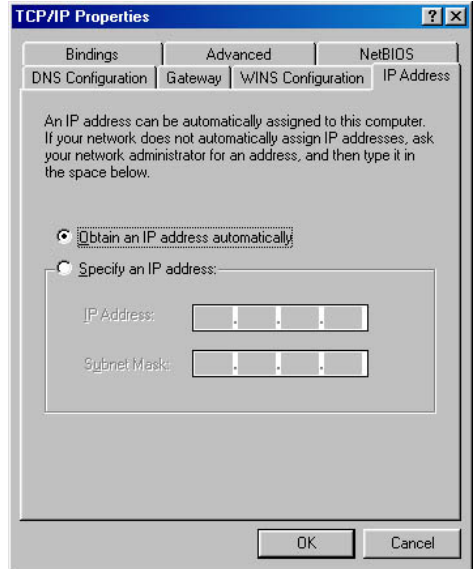 TCP/IP Properties
? X
Bindings Advanced NetBIOS
DNS Configuration Gateway WINS Configuration IP Address
An IP address can be automatically assigned to this computer.
If your network does not automatically assign IP addresses, ask
your network administrator for an address, and then type it in
the space below.
Obtain an IP address automatically
Specify an IP address:
IP Address:
. . .
Subnet Mask:
. . .
OK Cancel